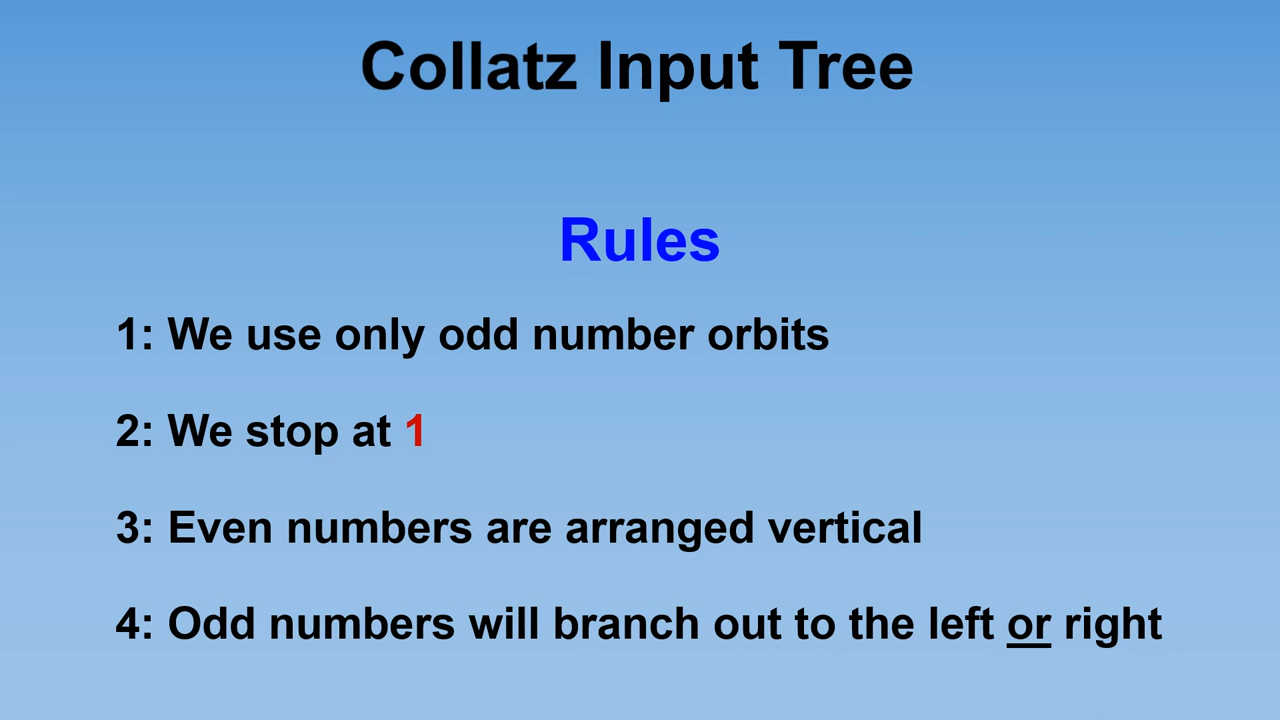 Collatz Input Tree
Rules
1: We use only odd number orbits
2: We stop at 1
3: Even numbers are arranged vertical
4: Odd numbers will branch out to the left or right